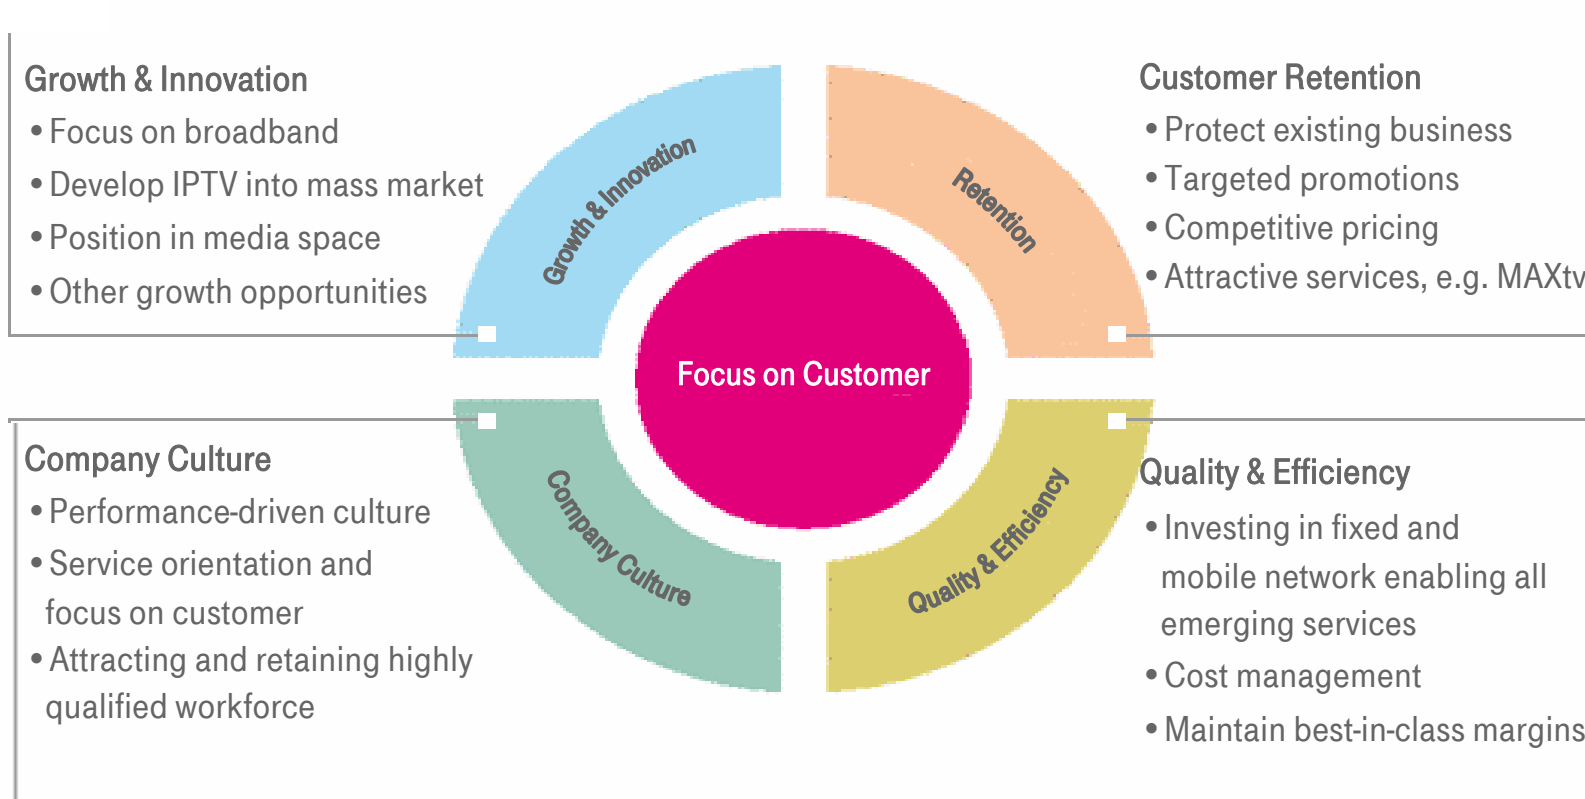 Growth & Innovation
• Focus on broadband
• Develop IPTV into mass market
• Position in media space
• Other growth opportunities
Growth & Innovation
Retention
Customer Retention
• Protect existing business
• Targeted promotions
• Competitive pricing
• Attractive services, e.g. MAXtv
Focus on Customer
Company Culture
• Performance-driven culture
• Service orientation and
focus on customer
• Attracting and retaining highly
qualified workforce
Company Culture
Quality & Efficiency
Quality & Efficiency
• Investing in fixed and
mobile network enabling all
emerging services
• Cost management
• Maintain best-in-class margins